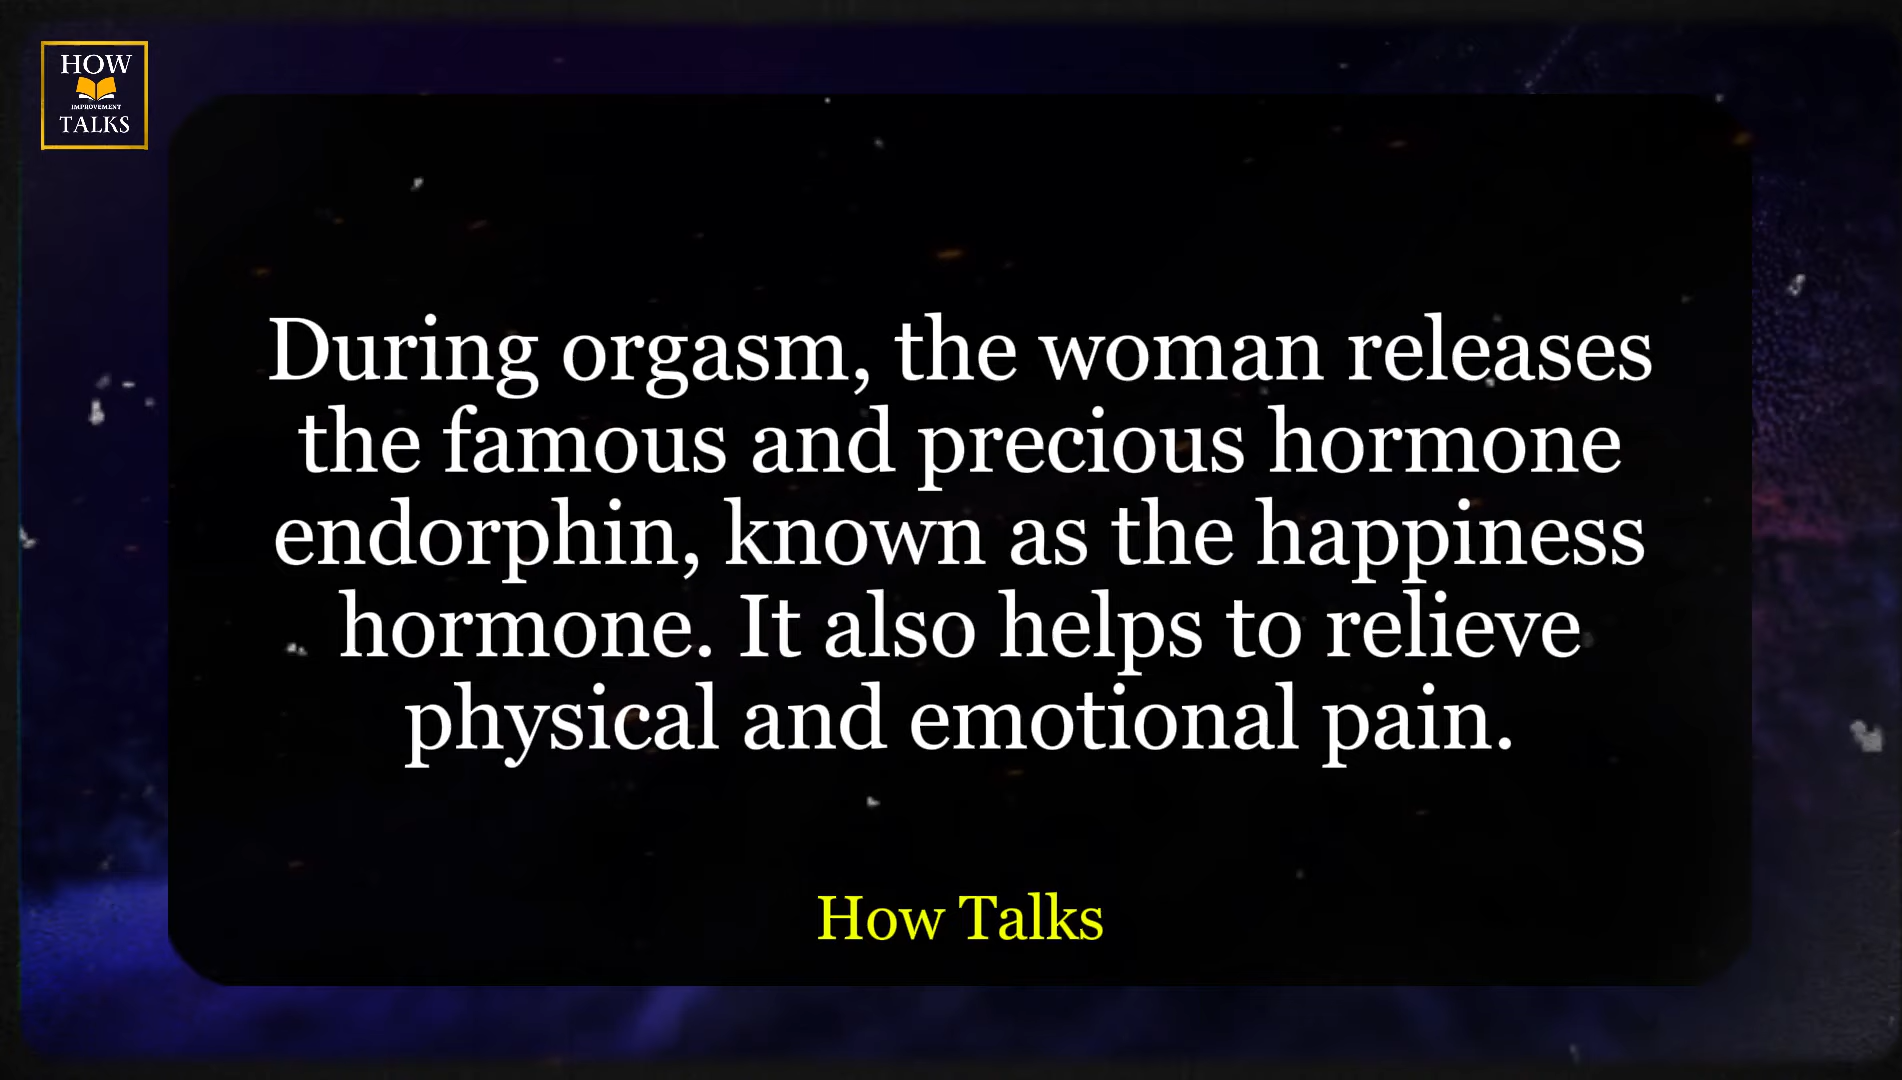 HOW
IMPROVEMENT
TALKS
During orgasm, the woman releases
the famous and precious hormone
endorphin, known as the happiness
hormone. It also helps to relieve
physical and emotional pain.
How Talks